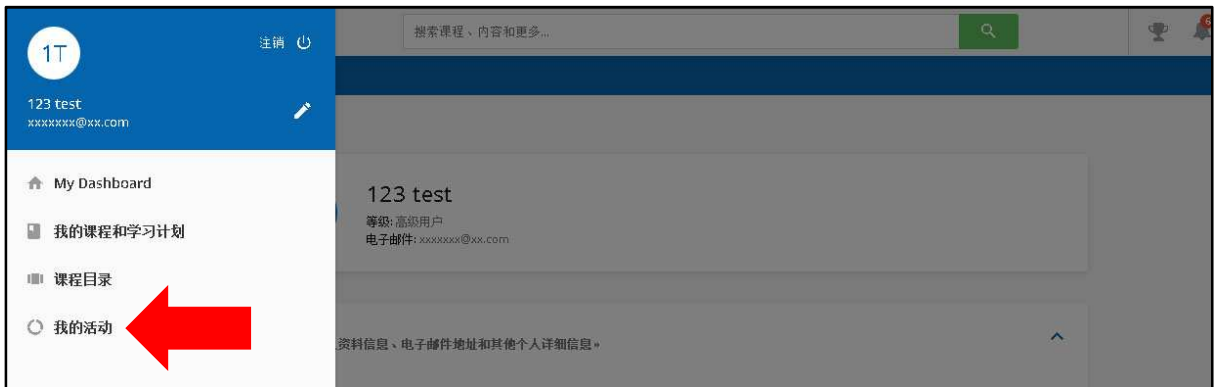 1T
注销
123 test
xxxxxxx@xx.com
My Dashboard
我的课程和学习计划
课程目录
我的活动
搜索课程、内容和更多...
6
123 test
等级: 高级用户
电子邮件: xxxxxxx@xx.com
资料信息、电子邮件地址和其他个人详细信息。